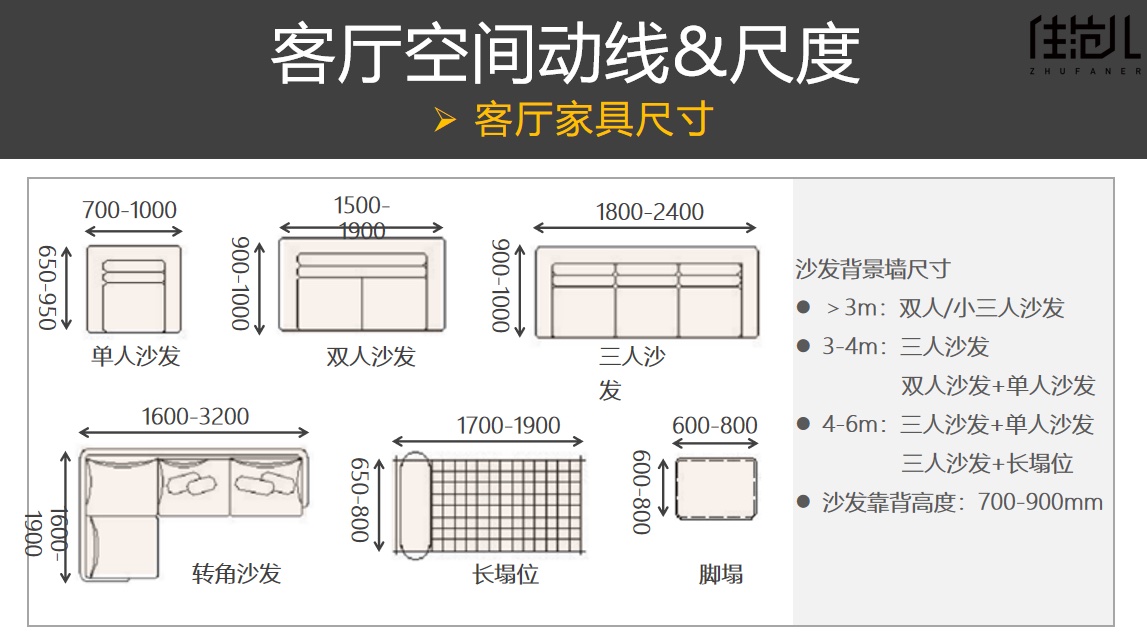 客厅空间动线&尺度
住范儿
ZHUFANER
➢ 客厅家具尺寸
700-1000
650-950
单人沙发
1500-
1900
900-1000
双人沙发
1800-2400
900-1000
三人沙
发
1600-3200
1600-
1900
转角沙发
1700-1900
650-800
长塌位
600-800
600-800
脚塌
沙发背景墙尺寸
● ＞3m：双人/小三人沙发
● 3-4m：三人沙发
双人沙发+单人沙发
● 4-6m：三人沙发+单人沙发
三人沙发+长塌位
● 沙发靠背高度：700-900mm